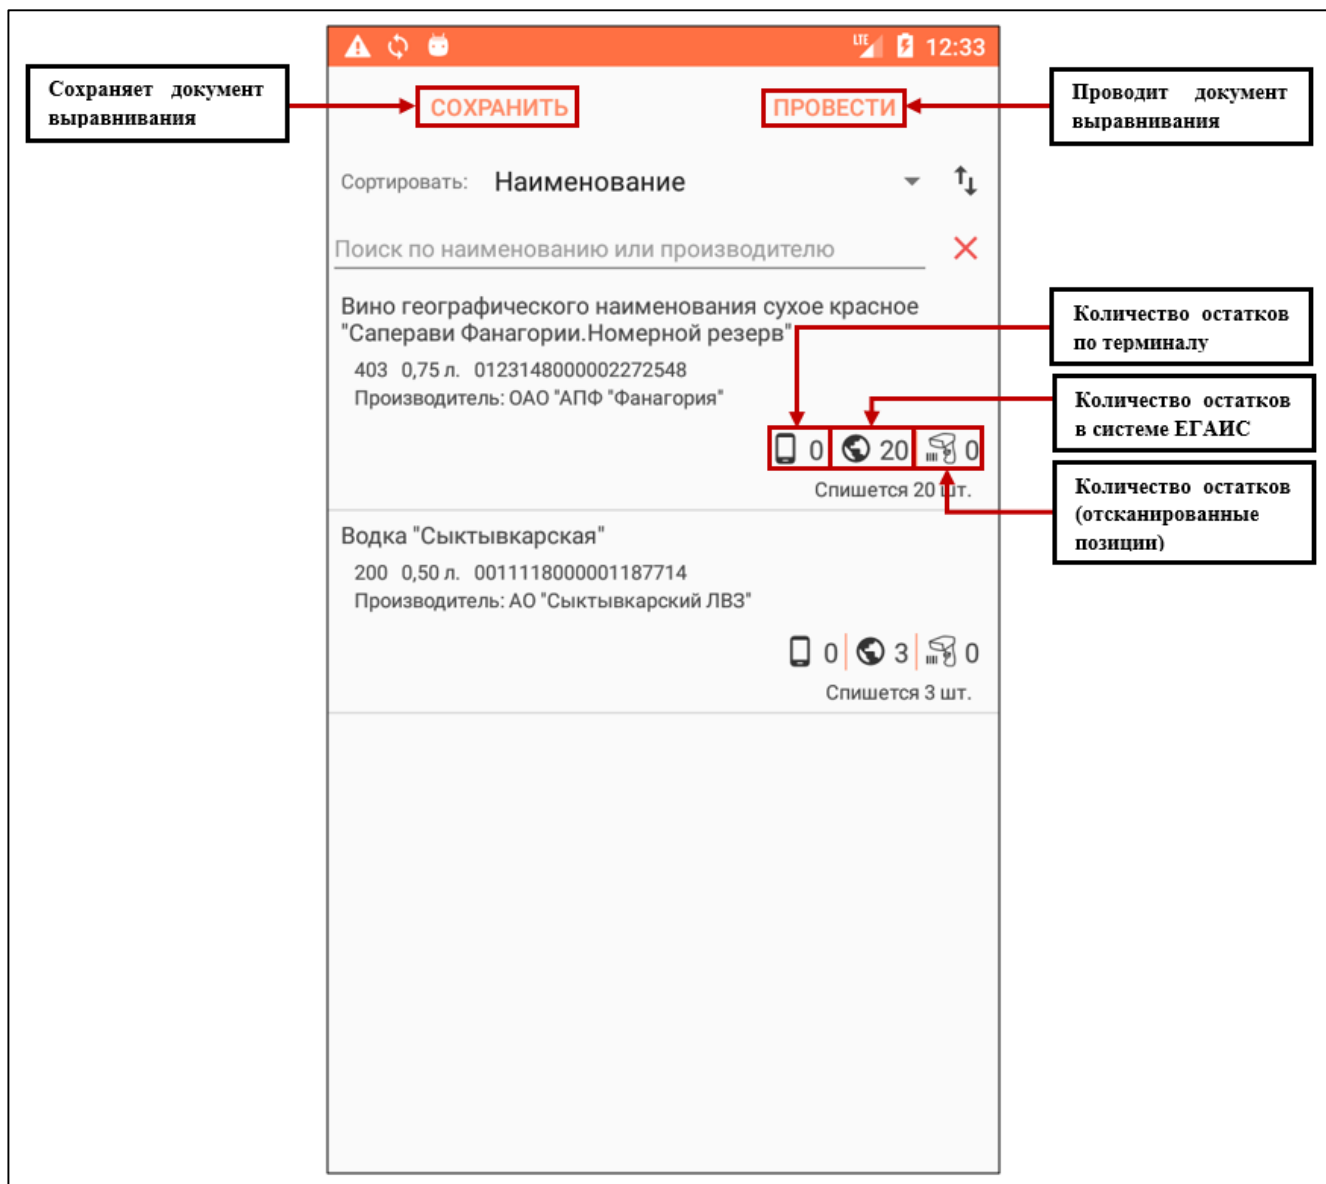 LTE 12:33
Сохраняет документ
выравнивания
СОХРАНИТЬ
ПРОВЕСТИ
Проводит документ
выравнивания
Сортировать: Наименование
Поиск по наименованию или производителю
Вино географического наименования сухое красное
"Саперави Фанагории.Номерной резерв"
403 0,75 л. 0123148000002272548
Производитель: ОАО "АПФ "Фанагория"
0 20 0
Спишется 20 шт.
Количество остатков
по терминалу
Количество остатков
в системе ЕГАИС
Количество остатков
(отсканированные
позиции)
Водка "Сыктывкарская"
200 0,50 л. 0011118000001187714
Производитель: АО "Сыктывкарский ЛВЗ"
0 3 0
Спишется 3 шт.